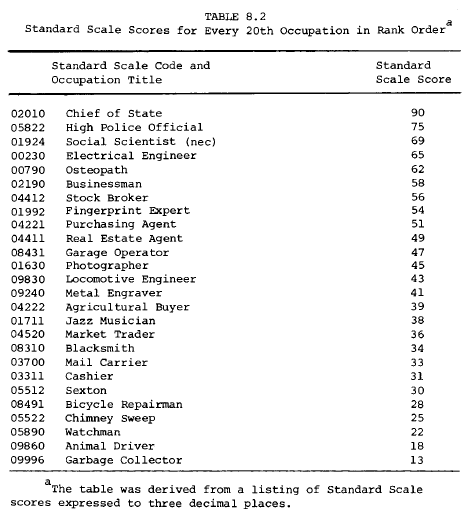 TABLE 8.2
Standard Scale Scores for Every 20th Occupation in Rank Order a
Standard Scale Code and Occupation Title Standard Scale Score
02010 Chief of State 90
05822 High Police Official 75
01924 Social Scientist (nec) 69
00230 Electrical Engineer 65
00790 Osteopath 62
02190 Businessman 58
04412 Stock Broker 56
01992 Fingerprint Expert 54
04221 Purchasing Agent 51
04411 Real Estate Agent 49
08431 Garage Operator 47
01630 Photographer 45
09830 Locomotive Engineer 43
09240 Metal Engraver 41
04222 Agricultural Buyer 39
01711 Jazz Musician 38
04520 Market Trader 36
08310 Blacksmith 34
03700 Mail Carrier 33
03311 Cashier 31
05512 Sexton 30
08491 Bicycle Repairman 28
05522 Chimney Sweep 25
05890 Watchman 22
09860 Animal Driver 18
09996 Garbage Collector 13
a The table was derived from a listing of Standard Scale
scores expressed to three decimal places.